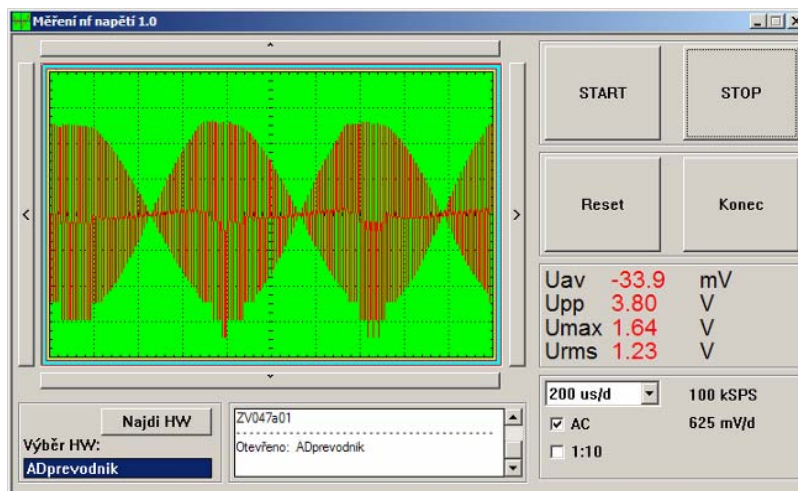 Měření nf napětí 1.0
START
STOP
Reset
Konec
Uav -33.9 mV
Upp 3.80 V
Umax 1.64 V
Urms 1.23 V
200 us/d
100 kSPS
AC
625 mV/d
1:10
Najdi HW
Výběr HW:
ADprevodnik
ZV047a01
Otevřeno: ADprevodnik